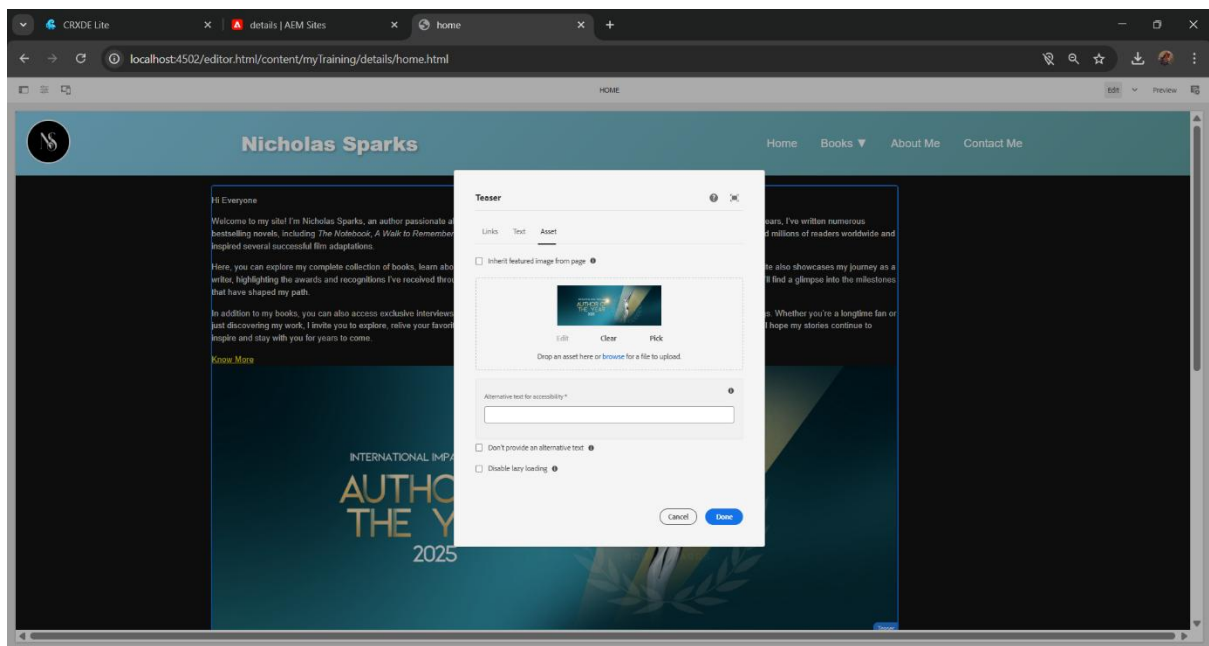 CRXDE Lite
details | AEM Sites
home
localhost:4502/editor.html/content/myTraining/details/home.html
HOME
Edit
Preview
NS
Nicholas Sparks
Home Books ▼ About Me Contact Me
Hi Everyone
Welcome to my site! I'm Nicholas Sparks, an author passionate a
ears, I've written numerous
bestselling novels, including The Notebook, A Walk to Remember
d millions of readers worldwide and
inspired several successful film adaptations.
Here, you can explore my complete collection of books, learn abo
te also showcases my journey as a
writer, highlighting the awards and recognitions I've received throu
'll find a glimpse into the milestones
that have shaped my path.
In addition to my books, you can also access exclusive interviews
s. Whether you're a longtime fan or
just discovering my work, I invite you to explore, relive your favorit
I hope my stories continue to
inspire and stay with you for years to come.
Know More
INTERNATIONAL IMPA
AUTHO
THE Y
2025
Teaser
Teaser
Links Text Asset
Inherit featured image from page
AUTHOR OF
THE YEAR
Edit Clear Pick
Drop an asset here or browse for a file to upload.
Alternative text for accessibility *
Don't provide an alternative text
Disable lazy loading
Cancel Done